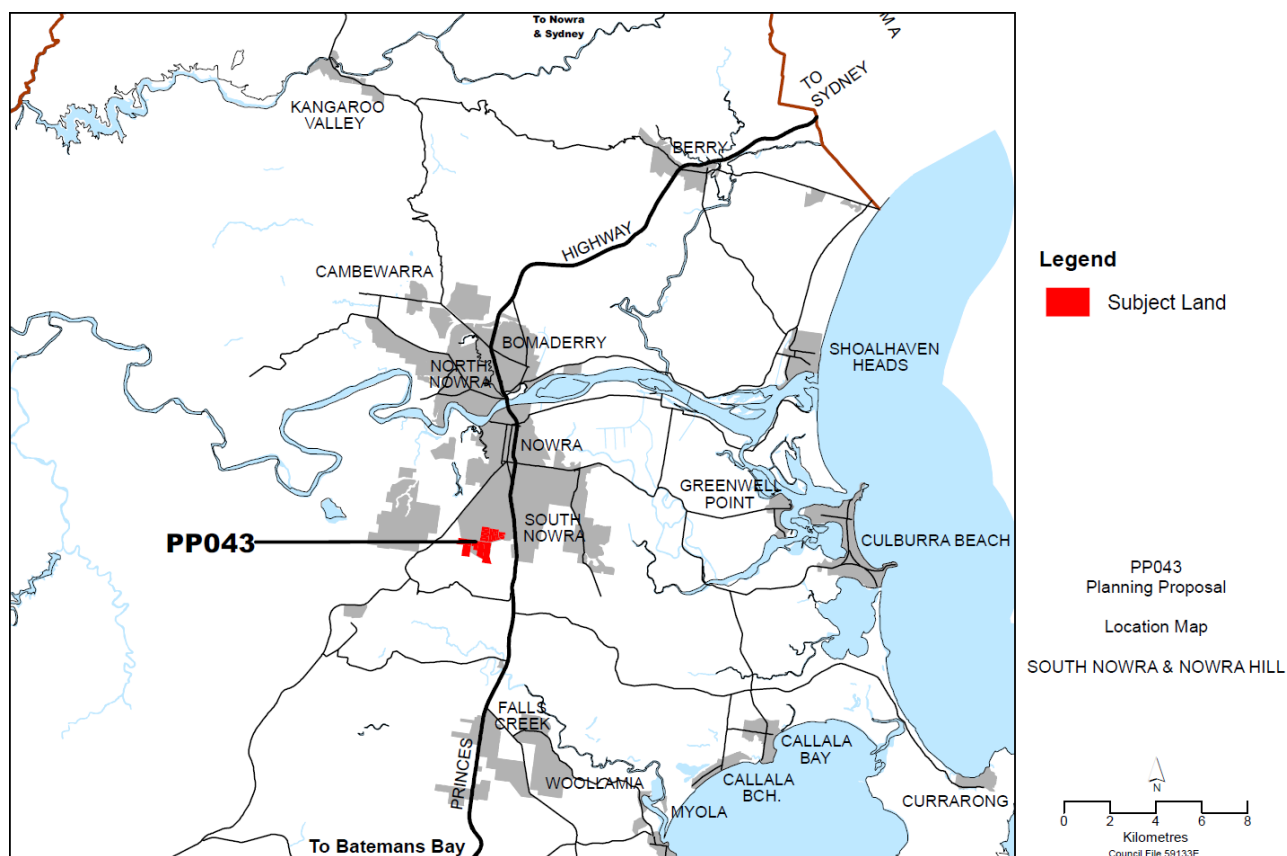 To Nowra
& Sydney
M A
TO
SYDNEY
KANGAROO
VALLEY
BERRY
HIGHWAY
CAMBEWARRA
BOMADERRY
NORTH
NOWRA
SHOALHAVEN
HEADS
NOWRA
GREENWELL
POINT
SOUTH
NOWRA
PP043
CULBURRA BEACH
FALLS
CREEK
PRINCES
WOOLLAMIA
CALLALA
BAY
CALLALA
BCH.
MYOLA
CURRARONG
To Batemans Bay
Legend
Subject Land
PP043
Planning Proposal
Location Map
SOUTH NOWRA & NOWRA HILL
N
0 2 4 6 8
Kilometres
Council File 59133E